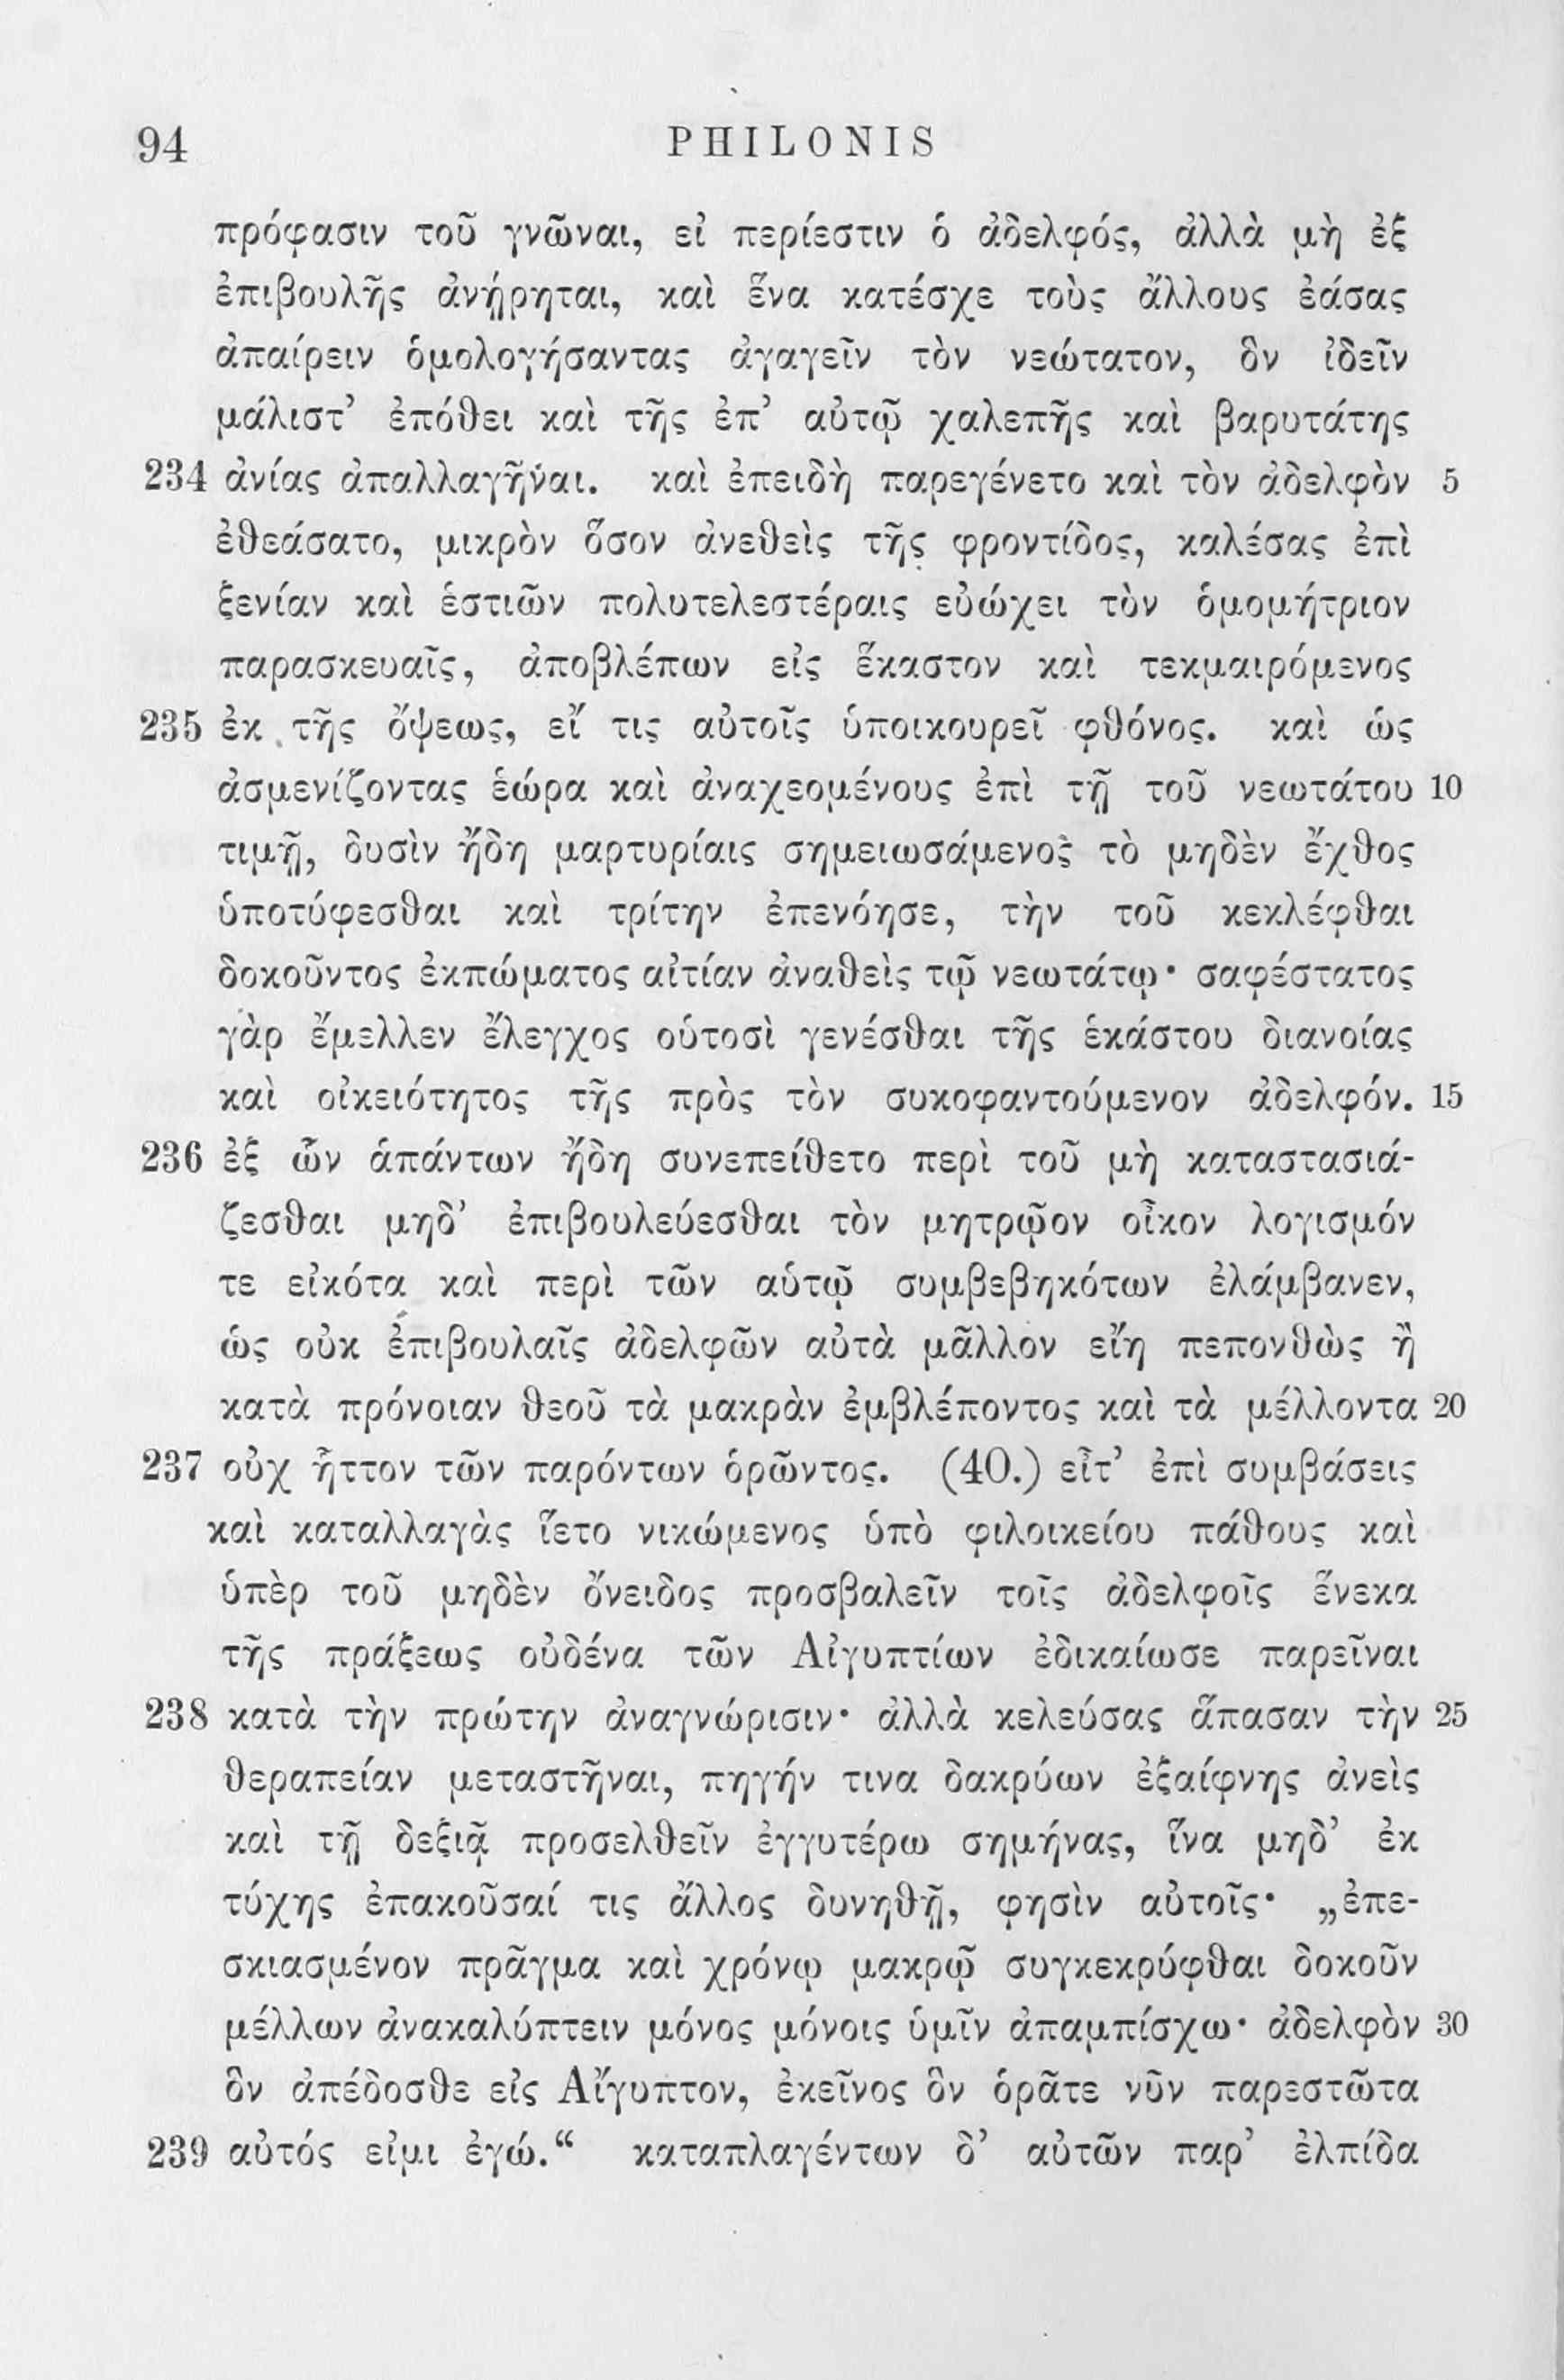 94 PHILONIS
πρόφασιν τοῦ γνῶναι, εἰ περίεστιν ὁ ἀδελφός, ἀλλὰ μὴ ἐξ
ἐπιβουλῆς ἀνῄρηται, καὶ ἕνα κατέσχε τοὺς ἄλλους ἐάσας
ἀπαίρειν ὁμολογήσαντας ἀγαγεῖν τὸν νεώτατον, ὃν ἰδεῖν
μάλιστ’ ἐπόθει καὶ τῆς ἐπ’ αὐτῷ χαλεπῆς καὶ βαρυτάτης
234 ἀνίας ἀπαλλαγῆναι. καὶ ἐπειδὴ παρεγένετο καὶ τὸν ἀδελφὸν 5
ἐθεάσατο, μικρὸν ὅσον ἀνεθεὶς τῆς φροντίδος, καλέσας ἐπὶ
ξενίαν καὶ ἑστιῶν πολυτελεστέραις εὐώχει τὸν ὁμομήτριον
παρασκευαῖς, ἀποβλέπων εἰς ἕκαστον καὶ τεκμαιρόμενος
235 ἐκ τῆς ὄψεως, εἴ τις αὐτοῖς ὑποικουρεῖ φθόνος. καὶ ὡς
ἀσμενίζοντας ἑώρα καὶ ἀναχεομένους ἐπὶ τῇ τοῦ νεωτάτου 10
τιμῇ, δυσὶν ἤδη μαρτυρίαις σημειωσάμενος τὸ μηδὲν ἔχθος
ὑποτύφεσθαι καὶ τρίτην ἐπενόησε, τὴν τοῦ κεκλέφθαι
δοκοῦντος ἐκπώματος αἰτίαν ἀναθεὶς τῷ νεωτάτῳ· σαφέστατος
γὰρ ἔμελλεν ἔλεγχος οὑτοσὶ γενέσθαι τῆς ἑκάστου διανοίας
καὶ οἰκειότητος τῆς πρὸς τὸν συκοφαντούμενον ἀδελφόν. 15
236 ἐξ ὧν ἁπάντων ἤδη συνεπείθετο περὶ τοῦ μὴ καταστασιά-
ζεσθαι μηδ’ ἐπιβουλεύεσθαι τὸν μητρῷον οἶκον λογισμόν
τε εἰκότα καὶ περὶ τῶν αὑτῷ συμβεβηκότων ἐλάμβανεν,
ὡς οὐκ ἐπιβουλαῖς ἀδελφῶν αὐτὰ μᾶλλον εἴη πεπονθὼς ἢ
κατὰ πρόνοιαν θεοῦ τὰ μακρὰν ἐμβλέποντος καὶ τὰ μέλλοντα 20
237 οὐχ ἧττον τῶν παρόντων ὁρῶντος. (40.) εἶτ’ ἐπὶ συμβάσεις
καὶ καταλλαγὰς ἵετο νικώμενος ὑπὸ φιλοικείου πάθους καὶ
ὑπὲρ τοῦ μηδὲν ὄνειδος προσβαλεῖν τοῖς ἀδελφοῖς ἕνεκα
τῆς πράξεως οὐδένα τῶν Αἰγυπτίων ἐδικαίωσε παρεῖναι
238 κατὰ τὴν πρώτην ἀναγνώρισιν· ἀλλὰ κελεύσας ἅπασαν τὴν 25
θεραπείαν μεταστῆναι, πηγήν τινα δακρύων ἐξαίφνης ἀνεὶς
καὶ τῇ δεξιᾷ προσελθεῖν ἐγγυτέρω σημήνας, ἵνα μηδ’ ἐκ
τύχης ἐπακοῦσαί τις ἄλλος δυνηθῇ, φησὶν αὐτοῖς· „ἐπε-
σκιασμένον πρᾶγμα καὶ χρόνῳ μακρῷ συγκεκρύφθαι δοκοῦν
μέλλων ἀνακαλύπτειν μόνος μόνοις ὑμῖν ἀπαμπίσχω· ἀδελφὸν 30
ὃν ἀπέδοσθε εἰς Αἴγυπτον, ἐκεῖνος ὃν ὁρᾶτε νῦν παρεστῶτα
239 αὐτός εἰμι ἐγώ.“ καταπλαγέντων δ’ αὐτῶν παρ’ ἐλπίδα